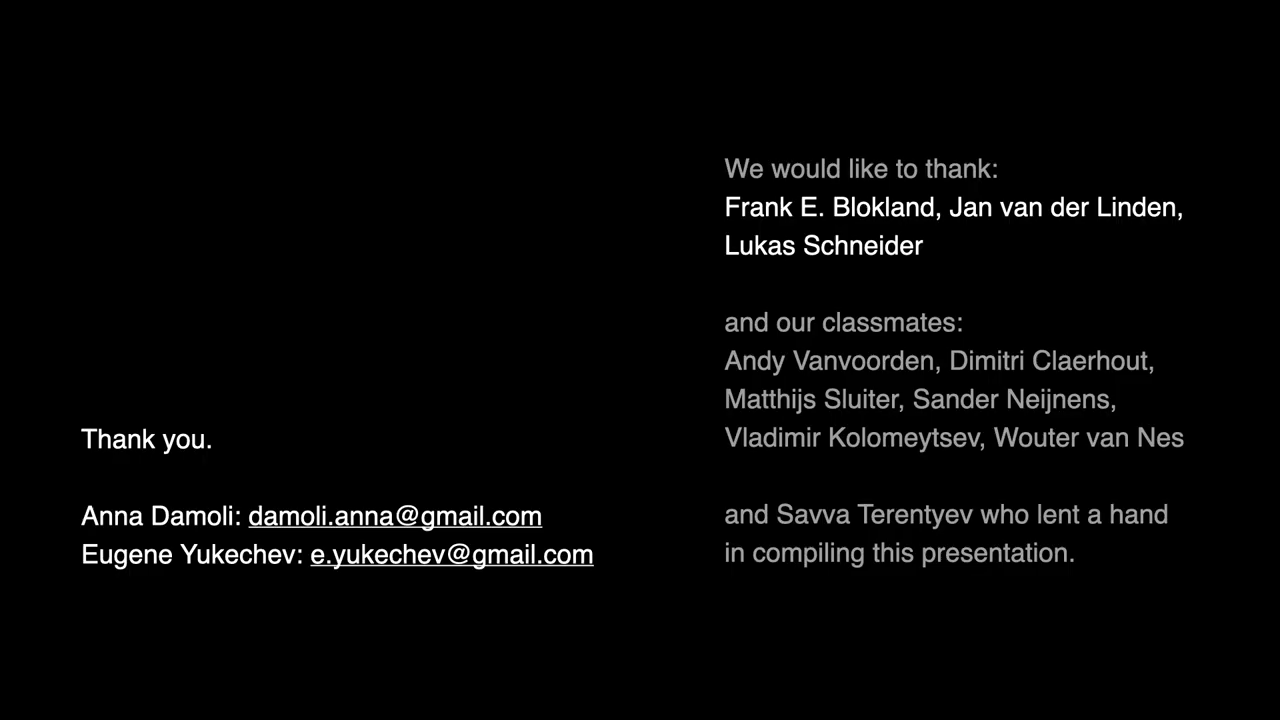 Thank you.
Anna Damoli: damoli.anna@gmail.com
Eugene Yukechev: e.yukechev@gmail.com
We would like to thank:
Frank E. Blokland, Jan van der Linden,
Lukas Schneider
and our classmates:
Andy Vanvoorden, Dimitri Claerhout,
Matthijs Sluiter, Sander Neijnens,
Vladimir Kolomeytsev, Wouter van Nes
and Savva Terentyev who lent a hand
in compiling this presentation.